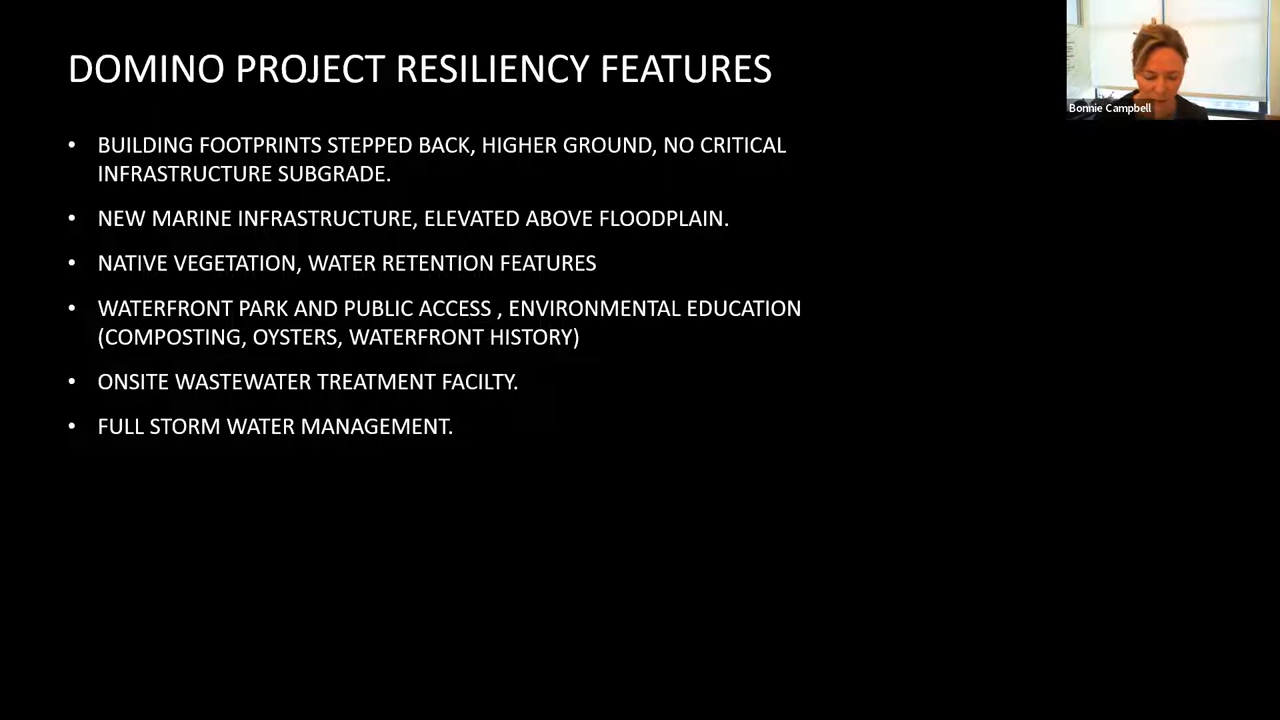 DOMINO PROJECT RESILIENCY FEATURES
Bonnie Campbell
• BUILDING FOOTPRINTS STEPPED BACK, HIGHER GROUND, NO CRITICAL
INFRASTRUCTURE SUBGRADE.
• NEW MARINE INFRASTRUCTURE, ELEVATED ABOVE FLOODPLAIN.
• NATIVE VEGETATION, WATER RETENTION FEATURES
• WATERFRONT PARK AND PUBLIC ACCESS , ENVIRONMENTAL EDUCATION
(COMPOSTING, OYSTERS, WATERFRONT HISTORY)
• ONSITE WASTEWATER TREATMENT FACILTY.
• FULL STORM WATER MANAGEMENT.